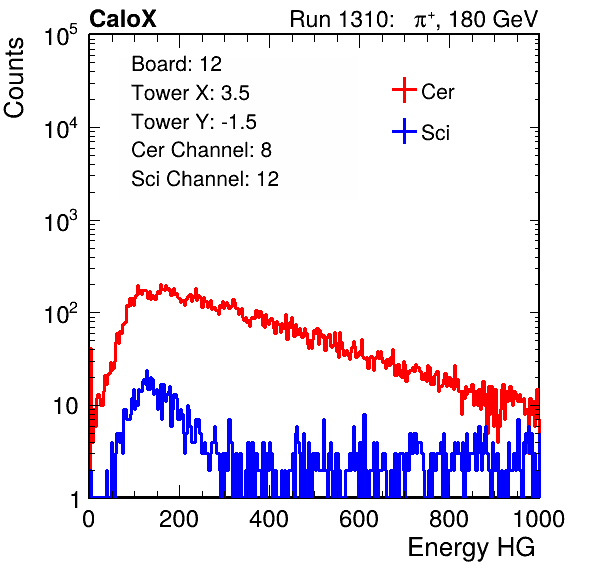 CaloX Run 1310: π⁺, 180 GeV
Counts
10⁵
10⁴
10³
10²
10
1
Board: 12
Tower X: 3.5
Tower Y: -1.5
Cer Channel: 8
Sci Channel: 12
Cer
Sci
0 200 400 600 800 1000
Energy HG